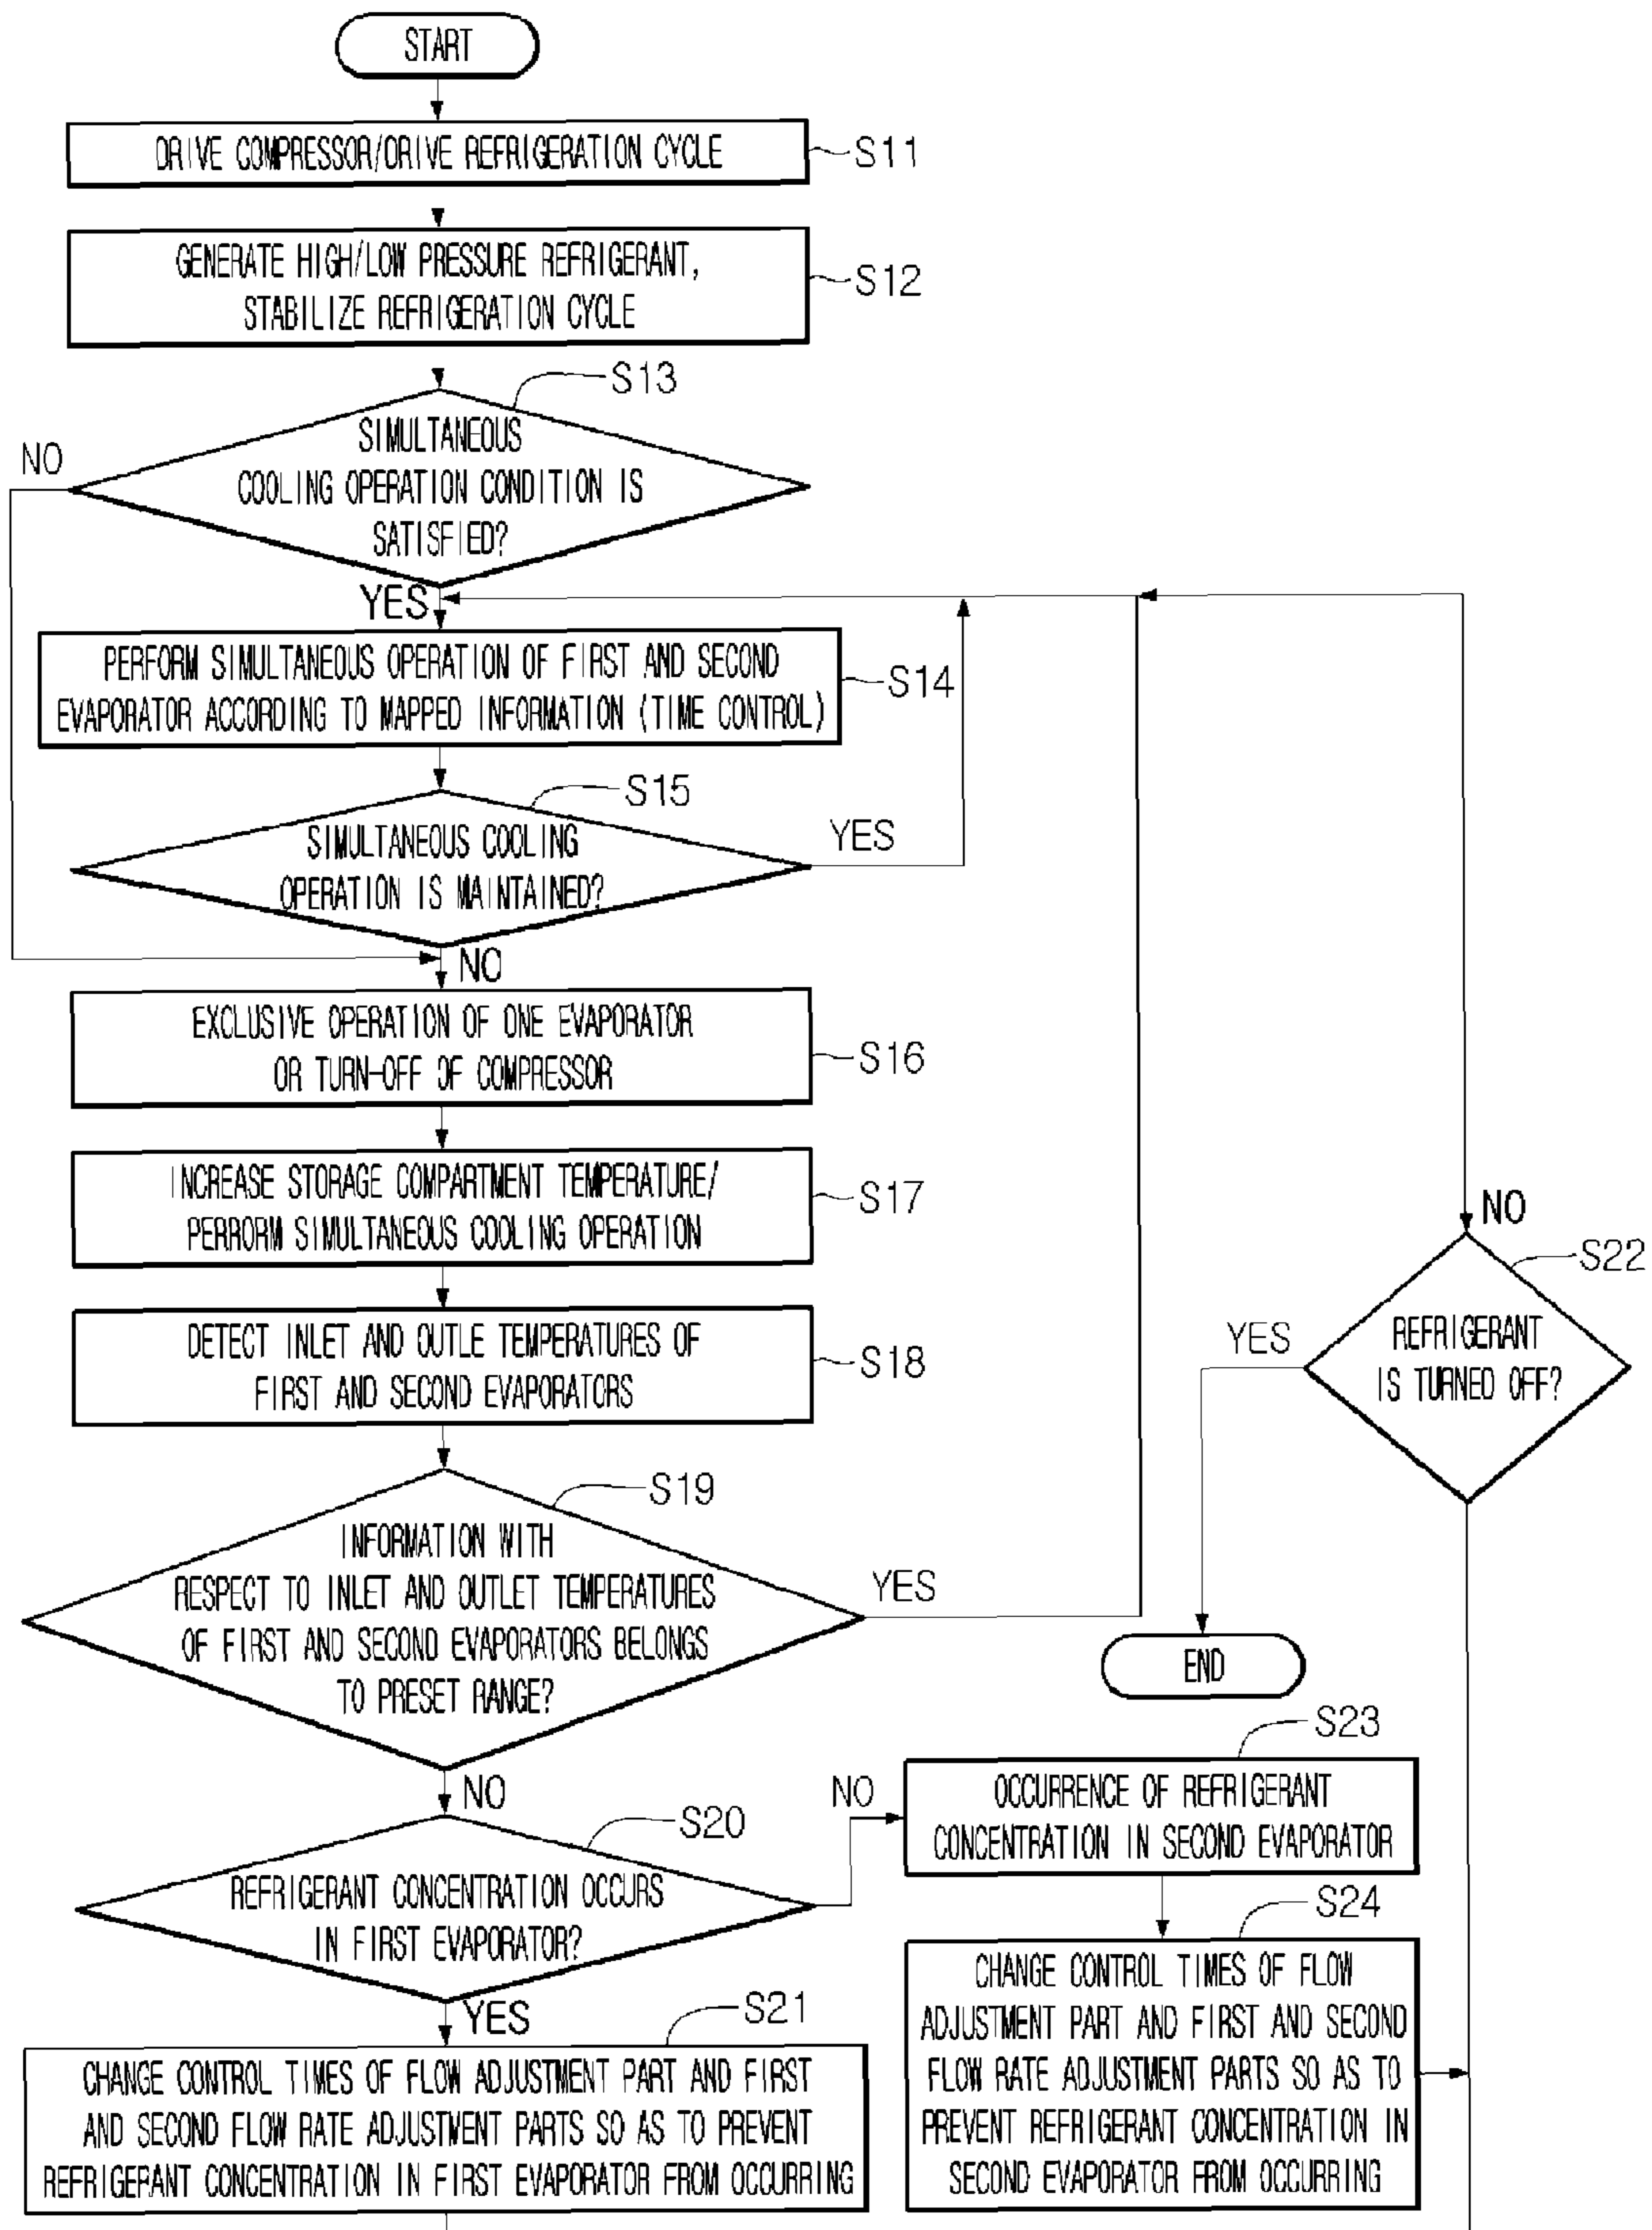 START
DRIVE COMPRESSOR/DRIVE REFRIGERATION CYCLE
S11
GENERATE HIGH/LOW PRESSURE REFRIGERANT,
STABILIZE REFRIGERATION CYCLE
S12
S13
SIMULTANEOUS
COOLING OPERATION CONDITION IS
SATISFIED?
NO
YES
PERFORM SIMULTANEOUS OPERATION OF FIRST AND SECOND
EVAPORATOR ACCORDING TO MAPPED INFORMATION (TIME CONTROL)
S14
S15
SIMULTANEOUS COOLING
OPERATION IS MAINTAINED?
YES
NO
EXCLUSIVE OPERATION OF ONE EVAPORATOR
OR TURN-OFF OF COMPRESSOR
S16
INCREASE STORAGE COMPARTMENT TEMPERATURE/
PERRORM SIMULTANEOUS COOLING OPERATION
S17
NO
S22
REFRIGERANT
IS TURNED OFF?
YES
DETECT INLET AND OUTLE TEMPERATURES OF
FIRST AND SECOND EVAPORATORS
S18
S19
INFORMATION WITH
RESPECT TO INLET AND OUTLET TEMPERATURES
OF FIRST AND SECOND EVAPORATORS BELONGS
TO PRESET RANGE?
YES
END
NO
S20
REFRIGERANT CONCENTRATION OCCURS
IN FIRST EVAPORATOR?
NO
S23
OCCURRENCE OF REFRIGERANT
CONCENTRATION IN SECOND EVAPORATOR
S24
CHANGE CONTROL TIMES OF FLOW
ADJUSTMENT PART AND FIRST AND SECOND
FLOW RATE ADJUSTMENT PARTS SO AS TO
PREVENT REFRIGERANT CONCENTRATION IN
SECOND EVAPORATOR FROM OCCURRING
YES
S21
CHANGE CONTROL TIMES OF FLOW ADJUSTMENT PART AND FIRST
AND SECOND FLOW RATE ADJUSTMENT PARTS SO AS TO PREVENT
REFRIGERANT CONCENTRATION IN FIRST EVAPORATOR FROM OCCURRING